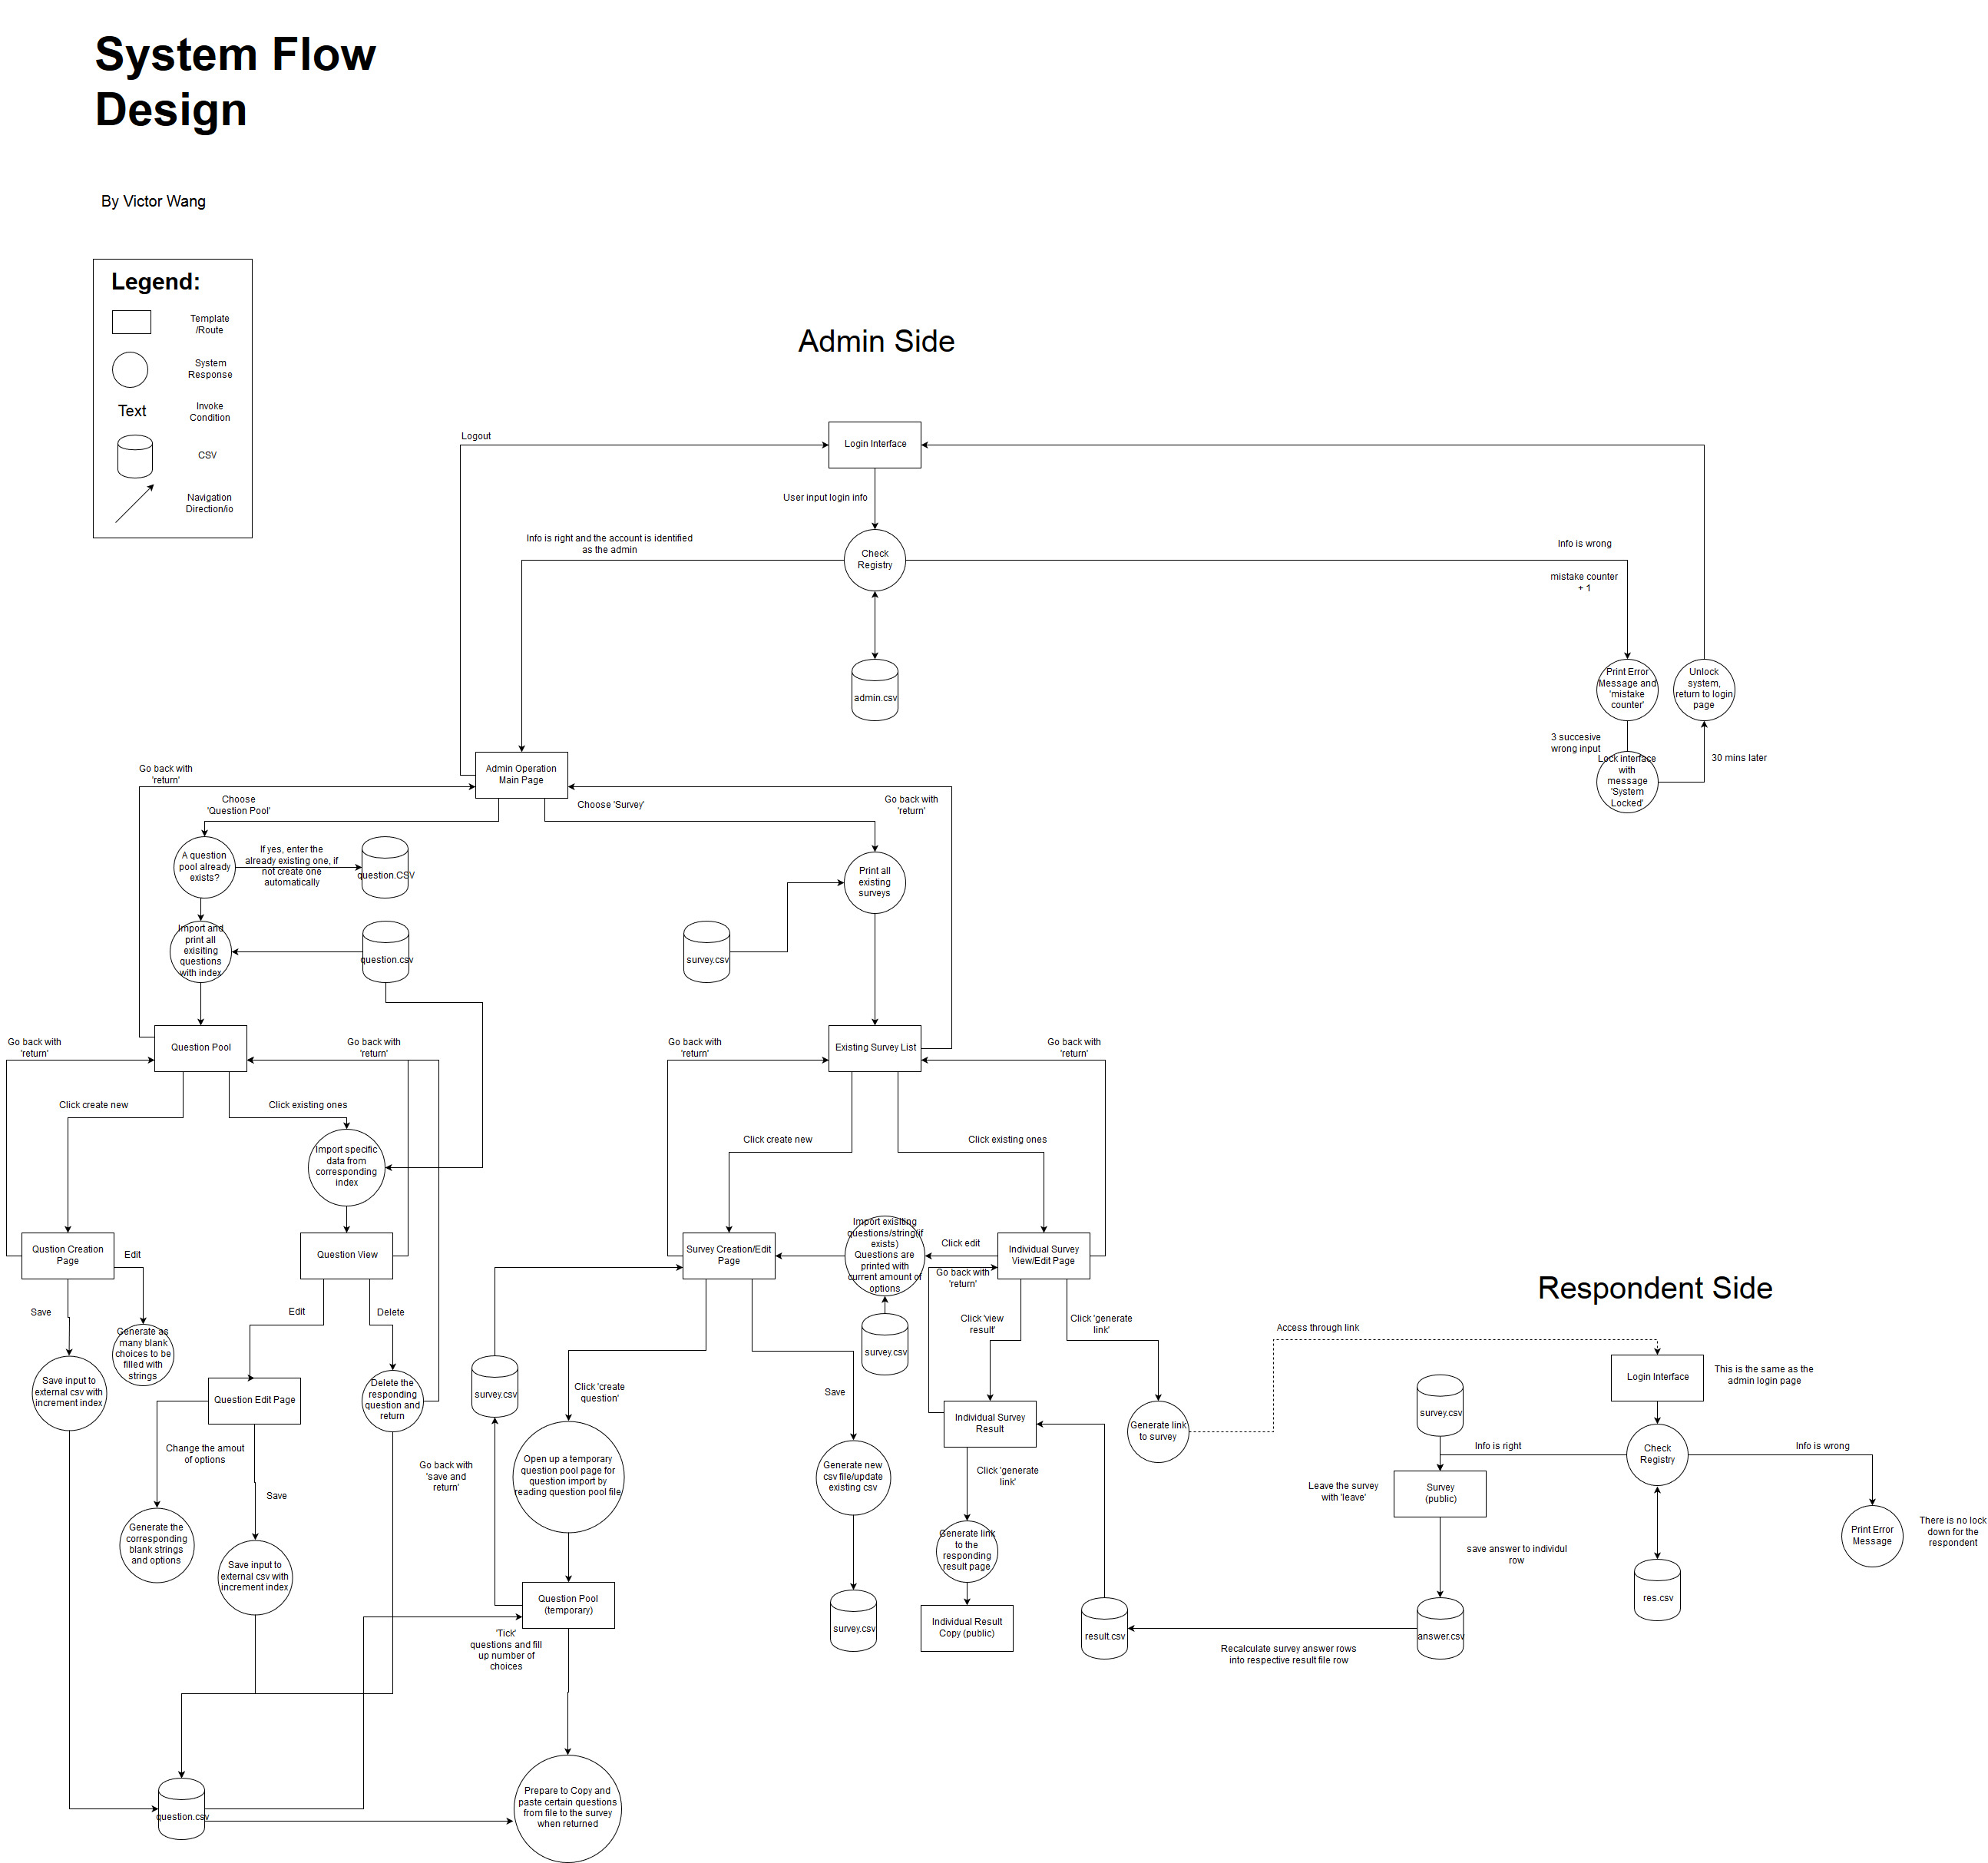 System Flow
Design
By Victor Wang
Legend:
Template
/Route
System
Response
Text
Invoke
Condition
CSV
Navigation
Direction/io
Admin Side
Logout
Login Interface
User input login info
Info is right and the account is identified
as the admin
Check
Registry
Info is wrong
mistake counter
+ 1
admin.csv
Print Error
Message and
'mistake
counter'
Unlock
system,
return to login
page
3 succesive
wrong input
Lock interface
with
message
'System
Locked'
30 mins later
Go back with
'return'
Admin Operation
Main Page
Choose
'Question Pool'
Choose 'Survey'
Go back with
'return'
A question
pool already
exists?
If yes, enter the
already existing one, if
not create one
automatically
question.CSV
Print all
existing
surveys
Import and
print all
exisiting
questions
with index
question.csv
survey.csv
Go back with
'return'
Question Pool
Go back with
'return'
Go back with
'return'
Existing Survey List
Go back with
'return'
Click create new
Click existing ones
Import specific
data from
corresponding
index
Click create new
Click existing ones
Qustion Creation
Page
Edit
Question View
Survey Creation/Edit
Page
Import exisiting
questions/string(if
exists)
Questions are
printed with
current amount of
options
Click edit
Individual Survey
View/Edit Page
Go back with
'return'
Respondent Side
Save
Generate as
many blank
choices to be
filled with
strings
Edit
Delete
survey.csv
Click 'view
result'
Click 'generate
link'
Access through link
Login Interface
This is the same as the
admin login page
Save input to
external csv with
increment index
Question Edit Page
Delete the
responding
question and
return
survey.csv
Click 'create
question'
Save
Individual Survey
Result
Generate link
to survey
survey.csv
Change the amout
of options
Go back with
'save and
return'
Open up a temporary
question pool page for
question import by
reading question pool file
Generate new
csv file/update
existing csv
Click 'generate
link'
Info is right
Check
Registry
Info is wrong
Save
Leave the survey
with 'leave'
Survey
(public)
Generate the
corresponding
blank strings
and options
Save input to
external csv with
increment index
Generate link
to the
responding
result page
save answer to individul
row
Print Error
Message
There is no lock
down for the
respondent
Question Pool
(temporary)
survey.csv
Individual Result
Copy (public)
result.csv
answer.csv
res.csv
'Tick'
questions and fill
up number of
choices
Recalculate survey answer rows
into respective result file row
question.csv
Prepare to Copy and
paste certain questions
from file to the survey
when returned